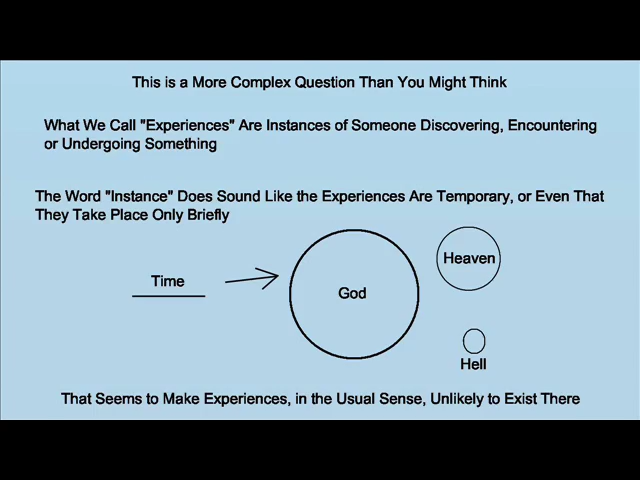 This is a More Complex Question Than You Might Think
What We Call "Experiences" Are Instances of Someone Discovering, Encountering
or Undergoing Something
The Word "Instance" Does Sound Like the Experiences Are Temporary, or Even That
They Take Place Only Briefly
Heaven
Time
God
Hell
That Seems to Make Experiences, in the Usual Sense, Unlikely to Exist There